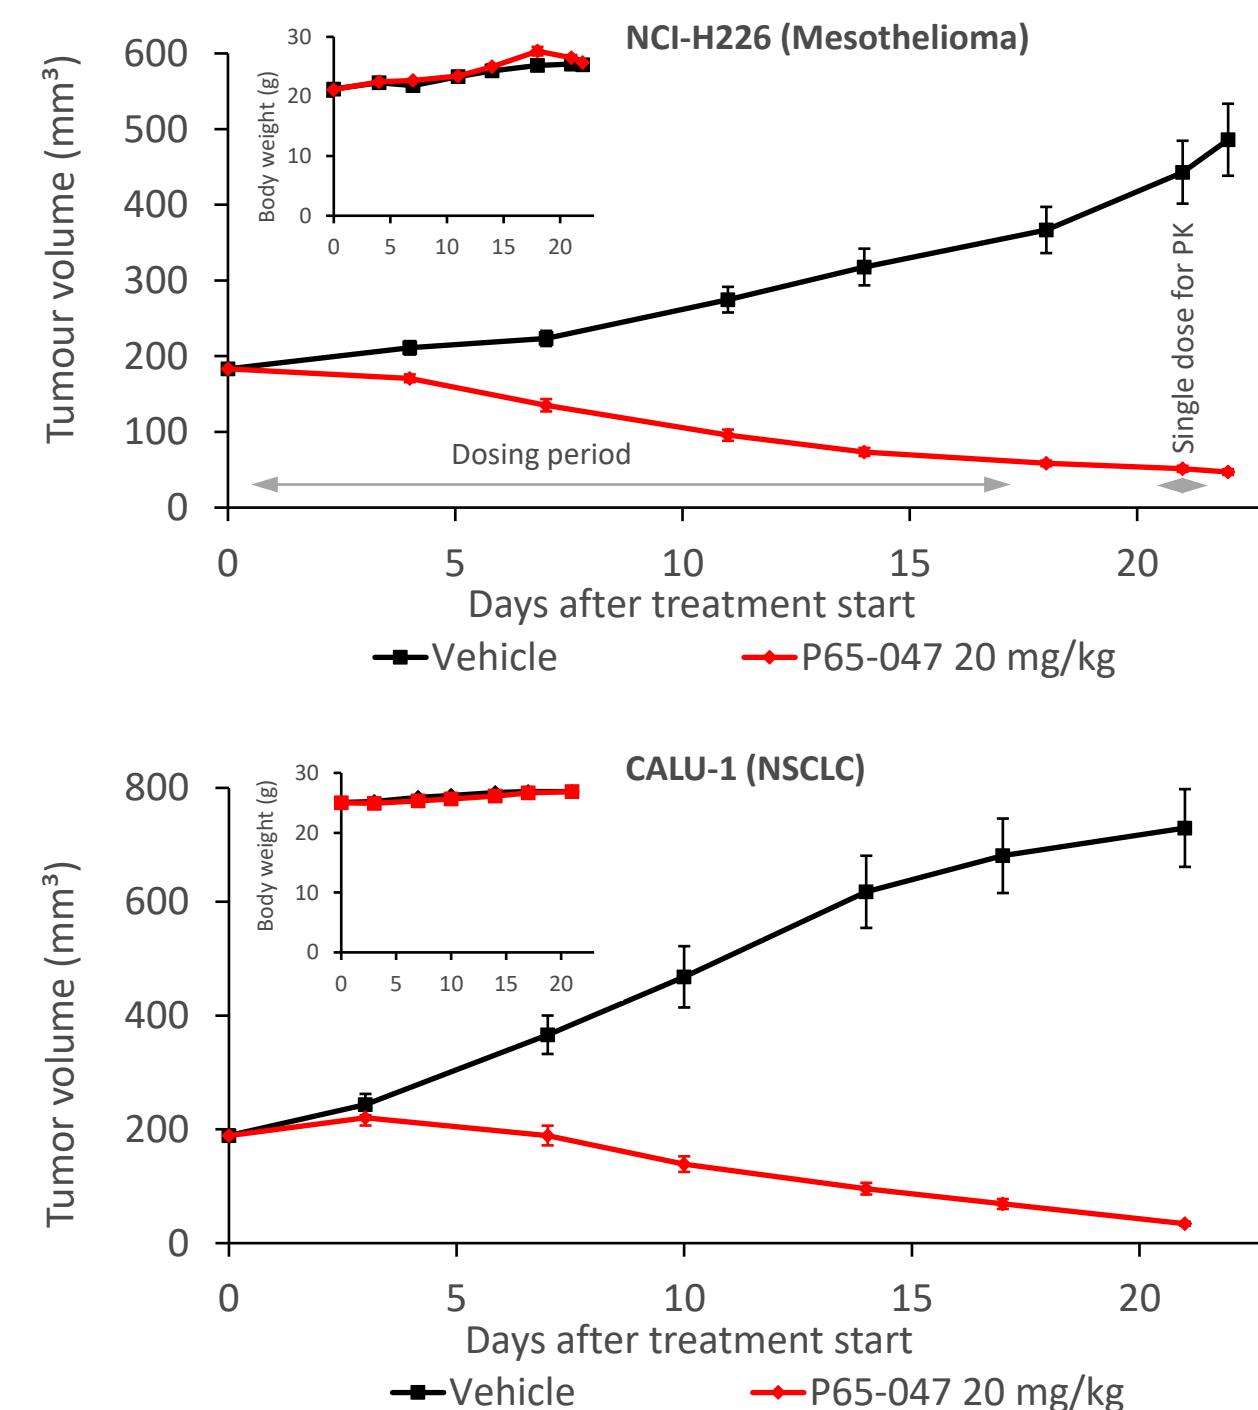 NCI-H226 (Mesothelioma)
Tumour volume (mm³)
600
500
400
300
200
100
0
Body weight (g)
30
20
10
0
0 5 10 15 20
Dosing period
Single dose for PK
0 5 10 15 20
Days after treatment start
Vehicle P65-047 20 mg/kg
CALU-1 (NSCLC)
Tumor volume (mm³)
800
600
400
200
0
Body weight (g)
30
20
10
0
0 5 10 15 20
0 5 10 15 20
Days after treatment start
Vehicle P65-047 20 mg/kg